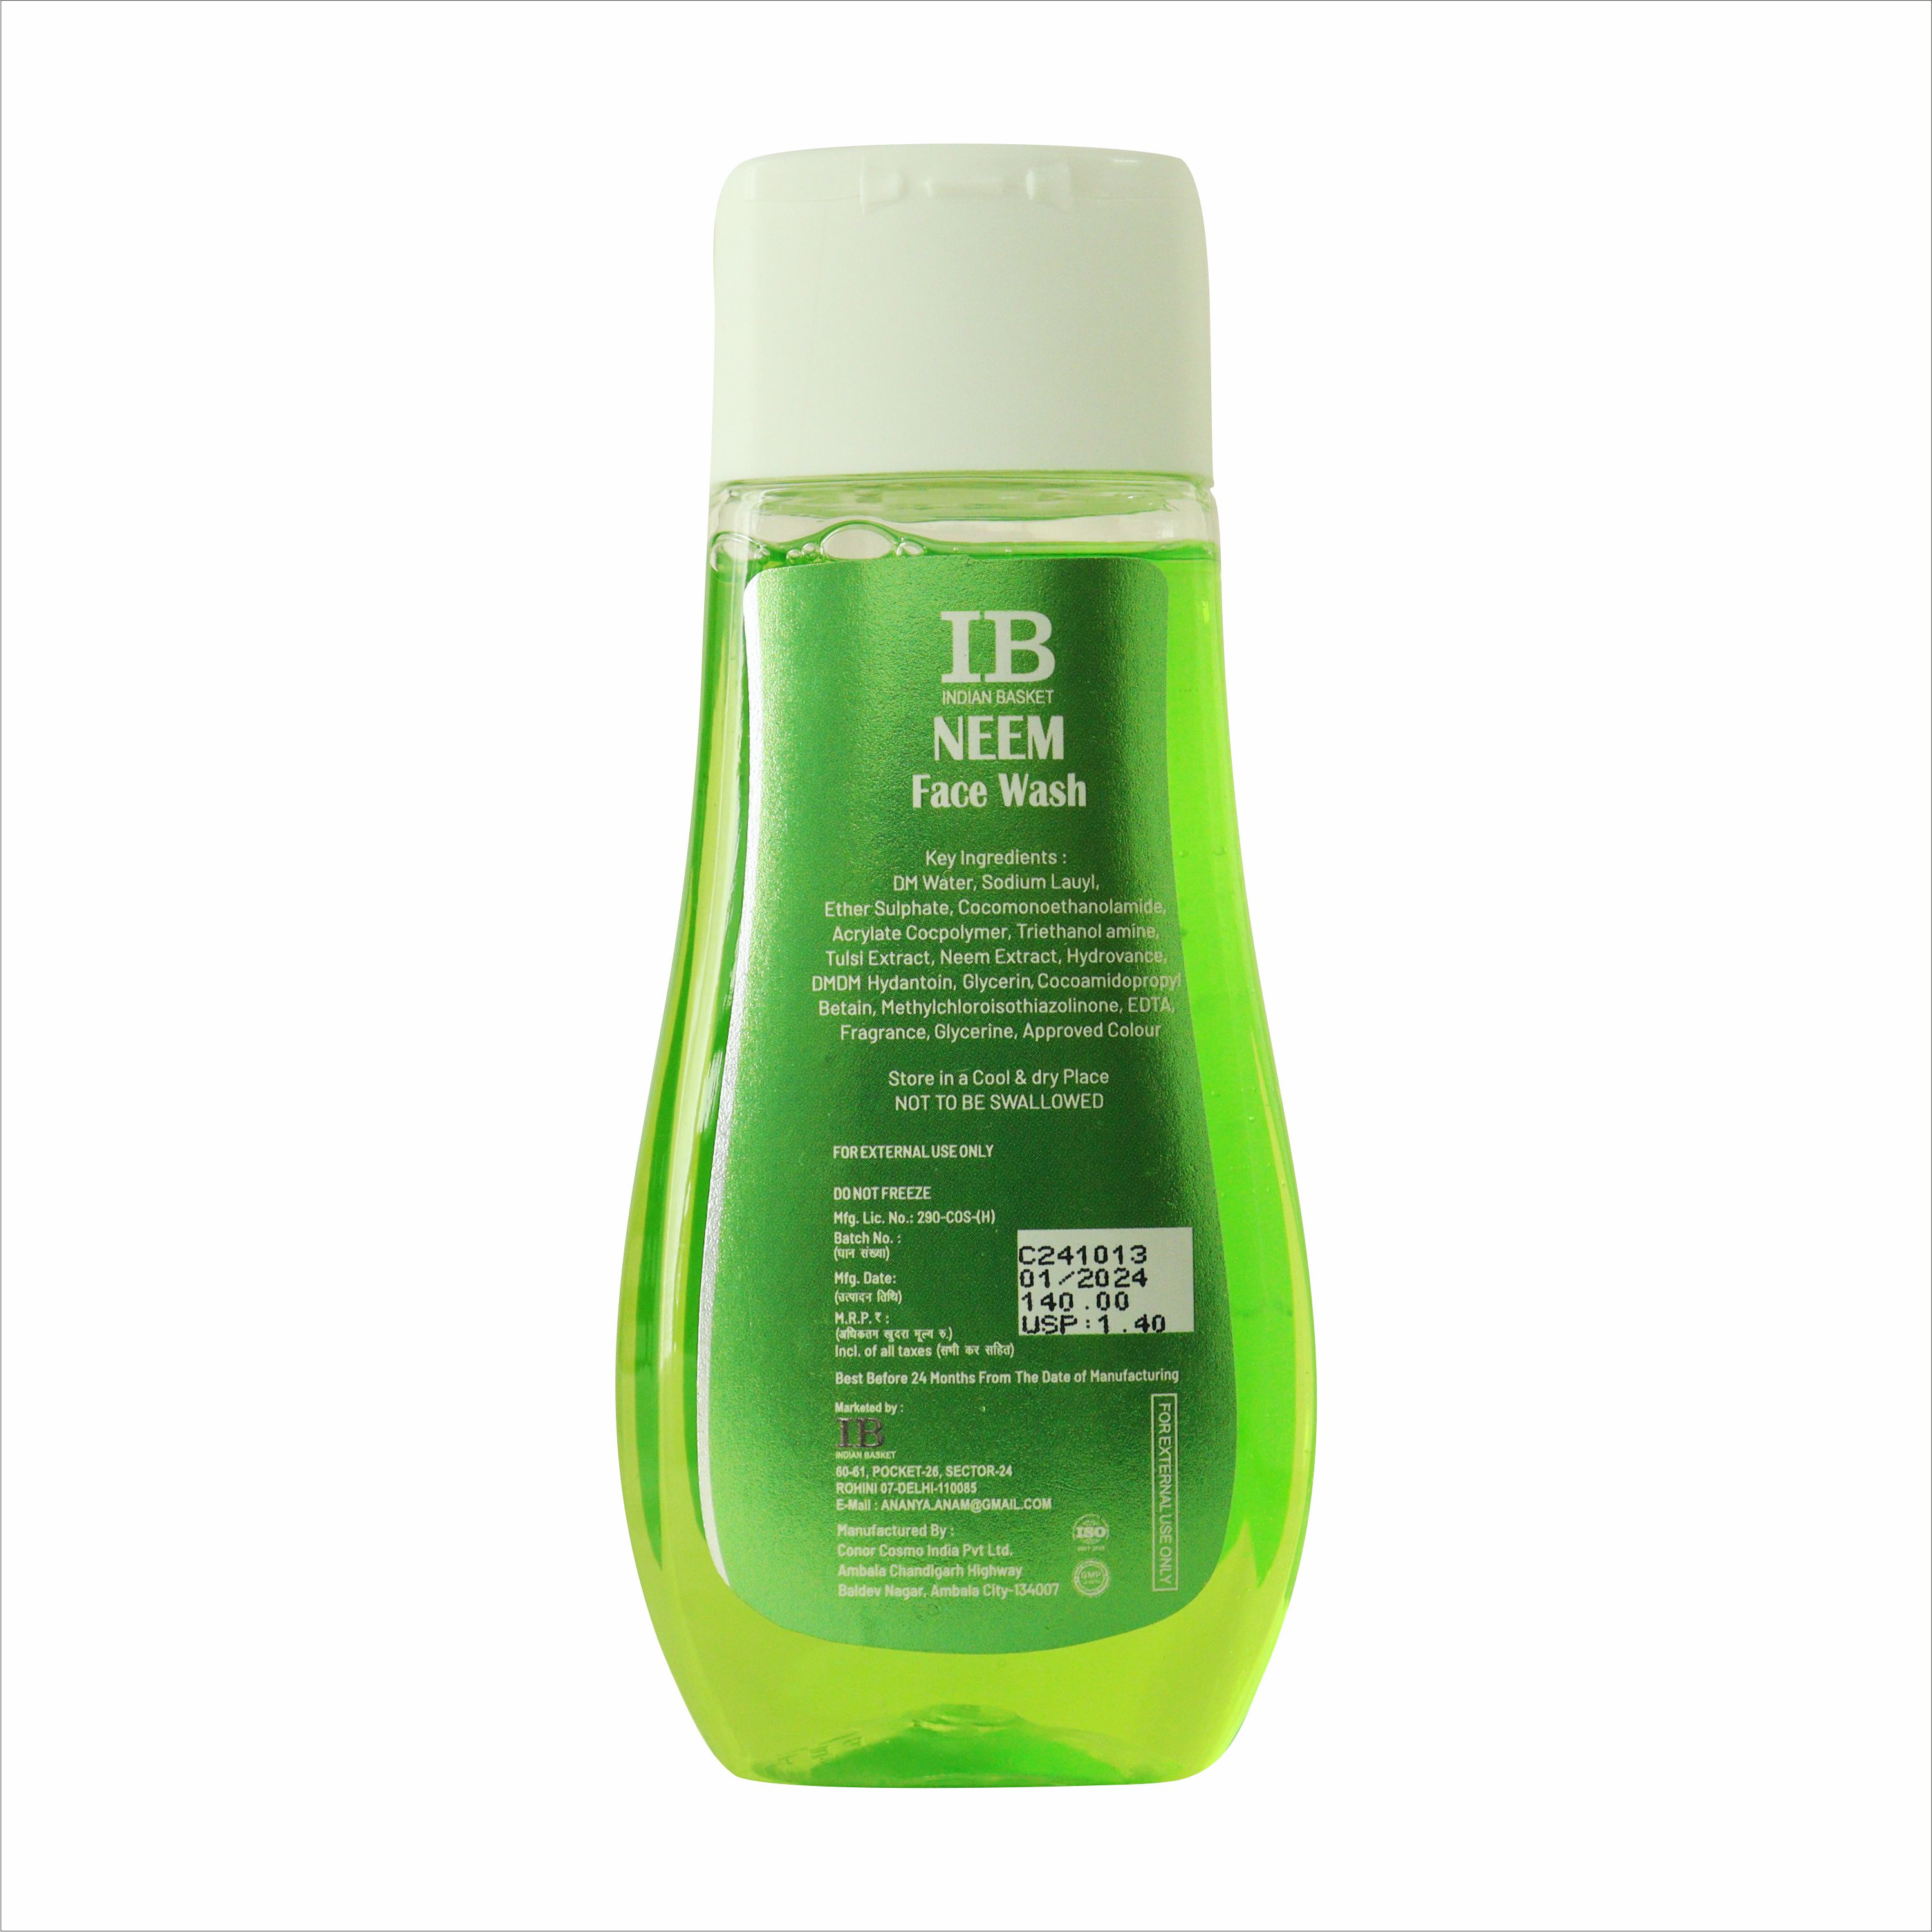 IB
INDIAN BASKET
NEEM
Face Wash
Key Ingredients :
DM Water, Sodium Lauyl,
Ether Sulphate, Cocomonoethanolamide,
Acrylate Cocpolymer, Triethanol amine,
Tulsi Extract, Neem Extract, Hydrovance,
DMDM Hydantoin, Glycerin, Cocoamidopropyl
Betain, Methylchloroisothiazolinone, EDTA,
Fragrance, Glycerine, Approved Colour
Store in a Cool & dry Place
NOT TO BE SWALLOWED
FOR EXTERNAL USE ONLY
DO NOT FREEZE
Mfg. Lic. No.: 290-COS-(H)
Batch No. :
(घान संख्या)
C241013
Mfg. Date:
(उत्पादन तिथि)
01/2024
M.R.P. ₹ :
(अधिकतम खुदरा मूल्य रु.)
140.00
USP:1.40
Incl. of all taxes (सभी कर सहित)
Best Before 24 Months From The Date of Manufacturing
Marketed by :
IB
INDIAN BASKET
60-61, POCKET-26, SECTOR-24
ROHINI 07-DELHI-110085
E-Mail : ANANYA.ANAM@GMAIL.COM
Manufactured By :
Conor Cosmo India Pvt Ltd.
Ambala Chandigarh Highway
Baldev Nagar, Ambala City-134007
ISO
GMP
FOR EXTERNAL USE ONLY